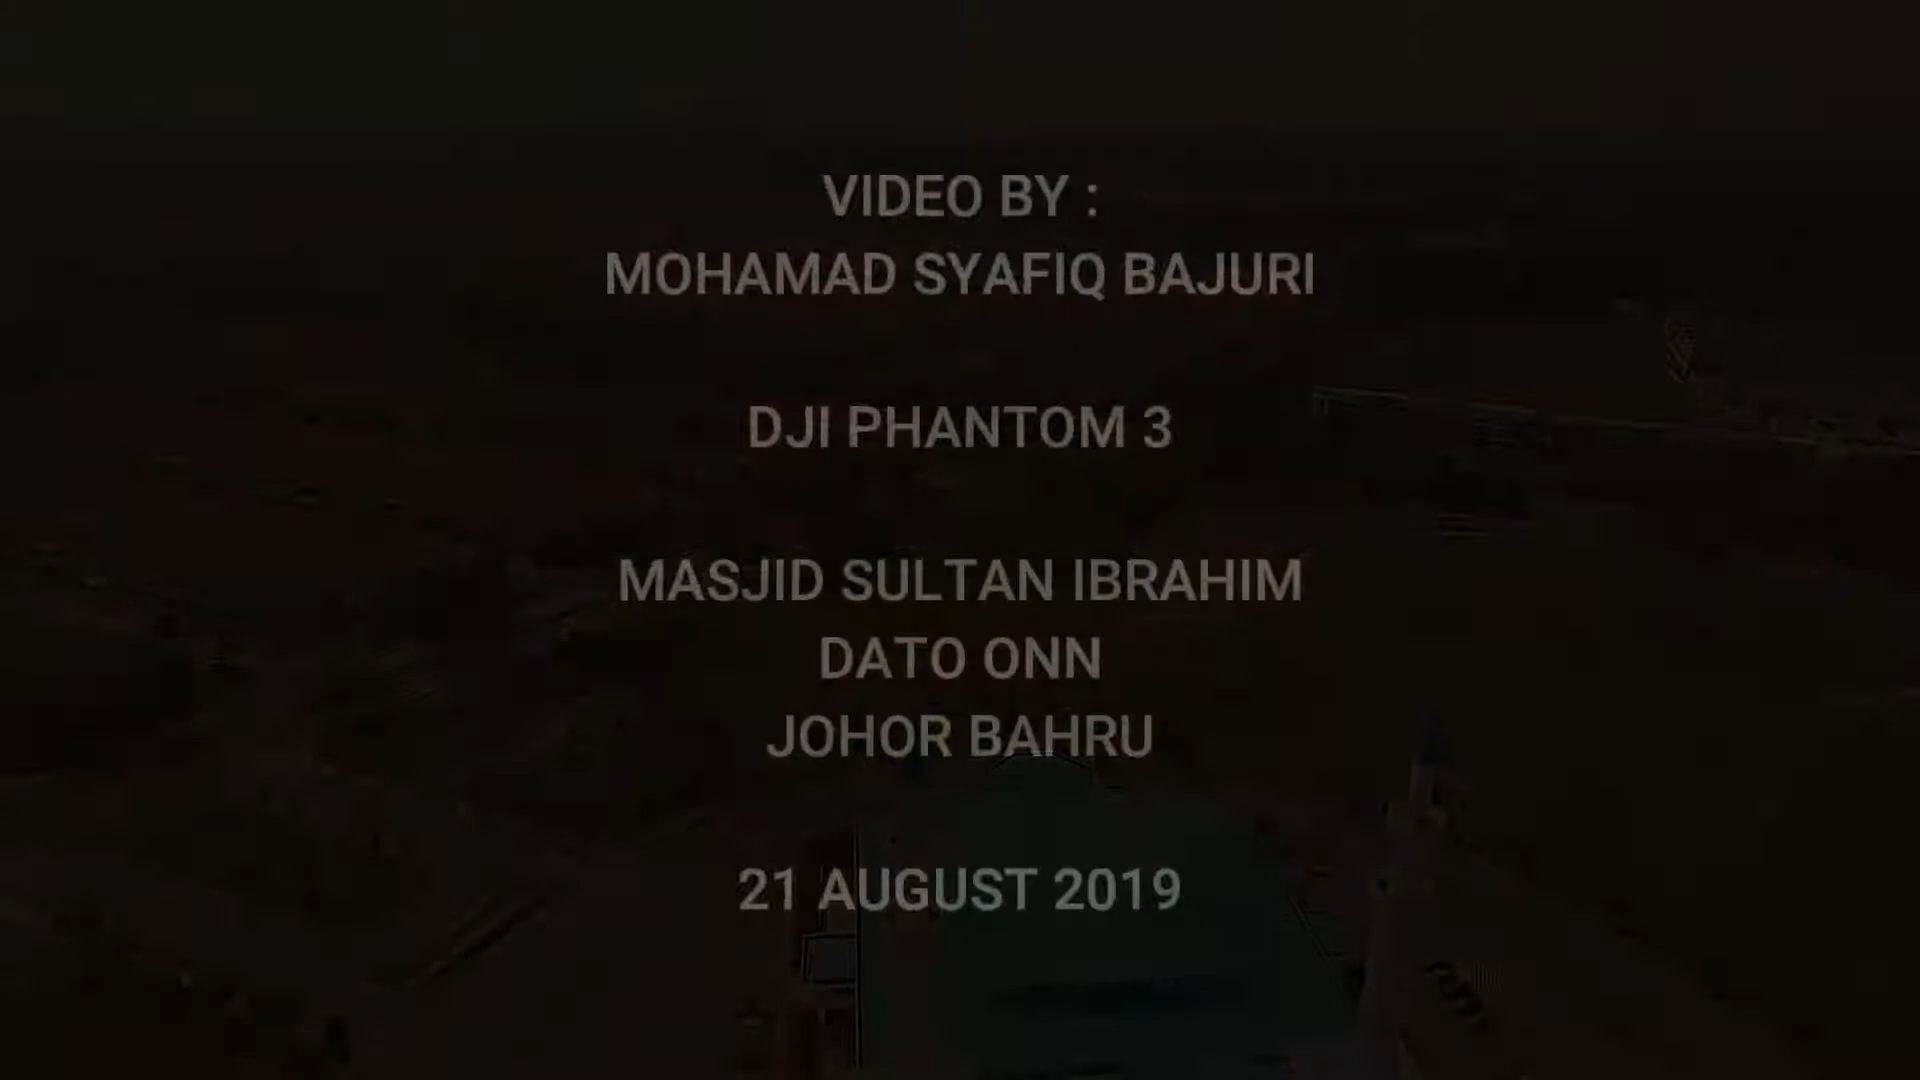 VIDEO BY :
MOHAMAD SYAFIQ BAJURI
DJI PHANTOM 3
MASJID SULTAN IBRAHIM
DATO ONN
JOHOR BAHRU
21 AUGUST 2019